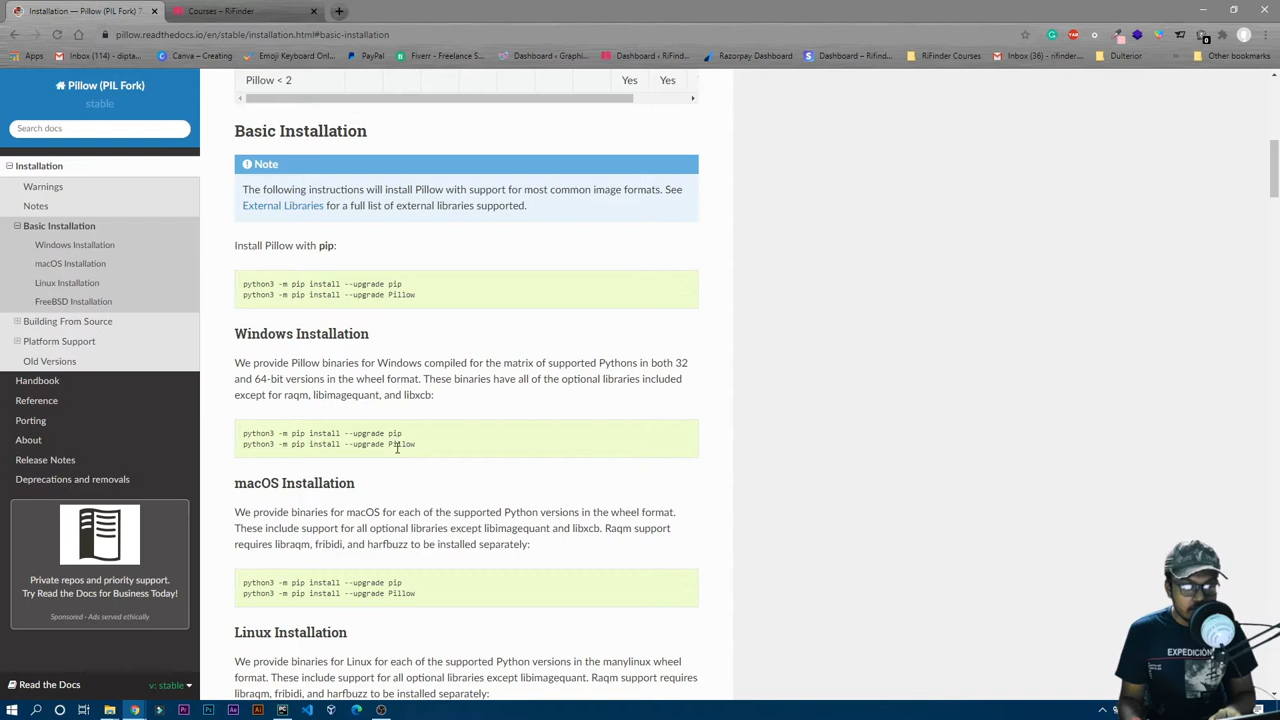 Installation — Pillow (PIL Fork) 7.
Courses – RiFinder
pillow.readthedocs.io/en/stable/installation.html#basic-installation
Apps
Inbox (114) - dipta...
Canva – Creating...
Emoji Keyboard Onl...
PayPal
Fiverr - Freelance S...
Dashboard ‹ Graphi...
Dashboard ‹ RiFind...
Razorpay Dashboard
Dashboard – Rifind...
RiFinder Courses
Inbox (36) - rifinder...
Dulterior
Other bookmarks
Pillow (PIL Fork)
stable
Search docs
Installation
Warnings
Notes
Basic Installation
Windows Installation
macOS Installation
Linux Installation
FreeBSD Installation
Building From Source
Platform Support
Old Versions
Handbook
Reference
Porting
About
Release Notes
Deprecations and removals
Private repos and priority support.
Try Read the Docs for Business Today!
Sponsored · Ads served ethically
Read the Docs
v: stable
Pillow < 2 Yes Yes
Basic Installation
Note
The following instructions will install Pillow with support for most common image formats. See
External Libraries for a full list of external libraries supported.
Install Pillow with pip:
python3 -m pip install --upgrade pip
python3 -m pip install --upgrade Pillow
Windows Installation
We provide Pillow binaries for Windows compiled for the matrix of supported Pythons in both 32
and 64-bit versions in the wheel format. These binaries have all of the optional libraries included
except for raqm, libimagequant, and libxcb:
python3 -m pip install --upgrade pip
python3 -m pip install --upgrade Pillow
macOS Installation
We provide binaries for macOS for each of the supported Python versions in the wheel format.
These include support for all optional libraries except libimagequant and libxcb. Raqm support
requires libraqm, fribidi, and harfbuzz to be installed separately:
python3 -m pip install --upgrade pip
python3 -m pip install --upgrade Pillow
Linux Installation
We provide binaries for Linux for each of the supported Python versions in the manylinux wheel
format. These include support for all optional libraries except libimagequant. Raqm support requires
libraqm, fribidi, and harfbuzz to be installed separately:
EXPEDICIÓN